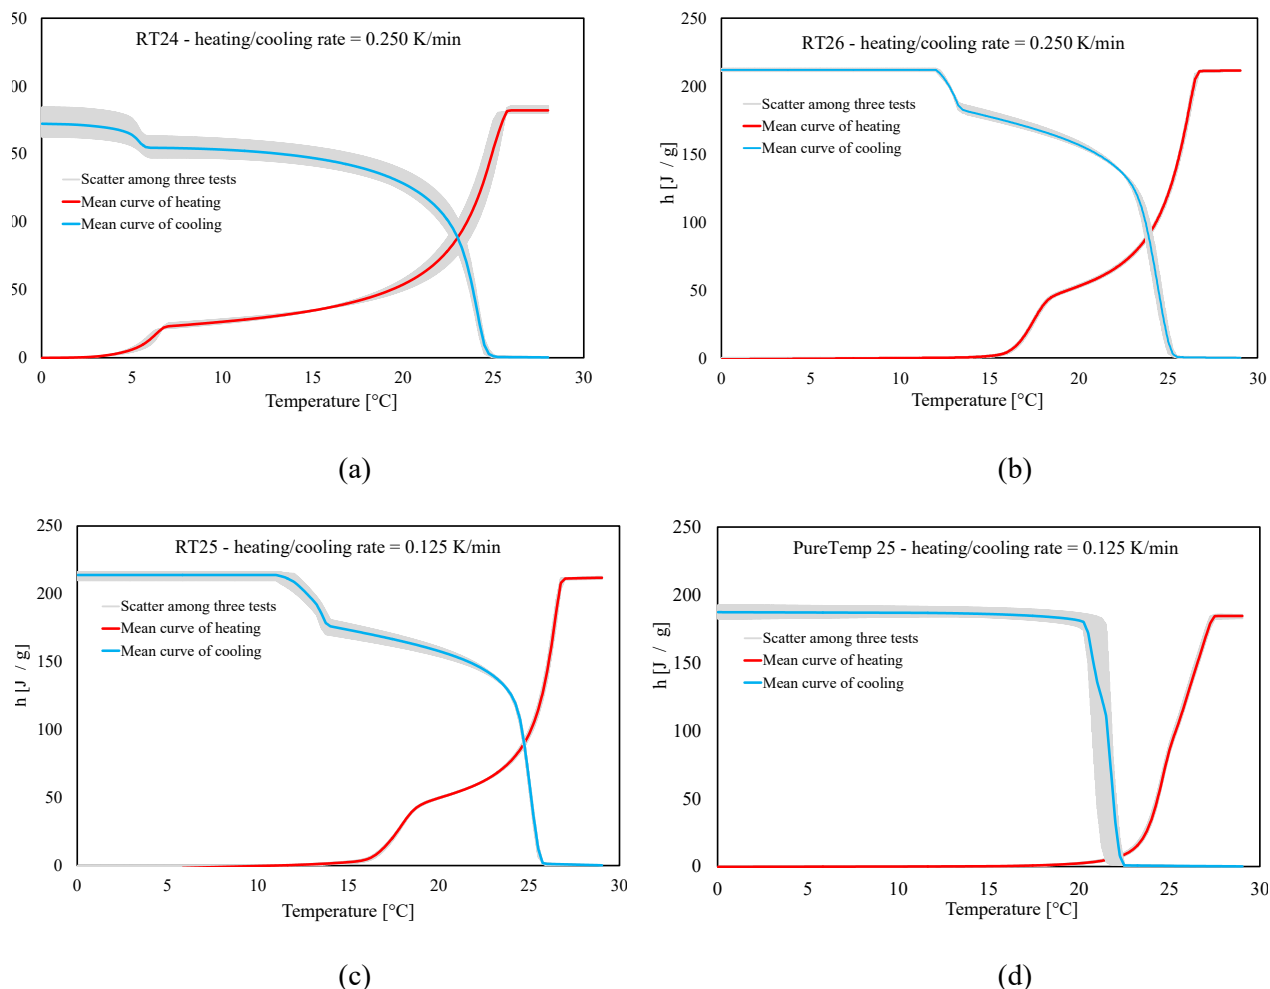 50
RT24 - heating/cooling rate = 0.250 K/min
00
50
Scatter among three tests
Mean curve of heating
Mean curve of cooling
00
50
0
0 5 10 15 20 25 30
Temperature [°C]
(a)
250
RT26 - heating/cooling rate = 0.250 K/min
200
Scatter among three tests
Mean curve of heating
Mean curve of cooling
h [J / g]
150
100
50
0
0 5 10 15 20 25 30
Temperature [°C]
(b)
250
RT25 - heating/cooling rate = 0.125 K/min
200
Scatter among three tests
Mean curve of heating
Mean curve of cooling
h [J / g]
150
100
50
0
0 5 10 15 20 25 30
Temperature [°C]
(c)
250
PureTemp 25 - heating/cooling rate = 0.125 K/min
200
Scatter among three tests
Mean curve of heating
Mean curve of cooling
h [J / g]
150
100
50
0
0 5 10 15 20 25 30
Temperature [°C]
(d)